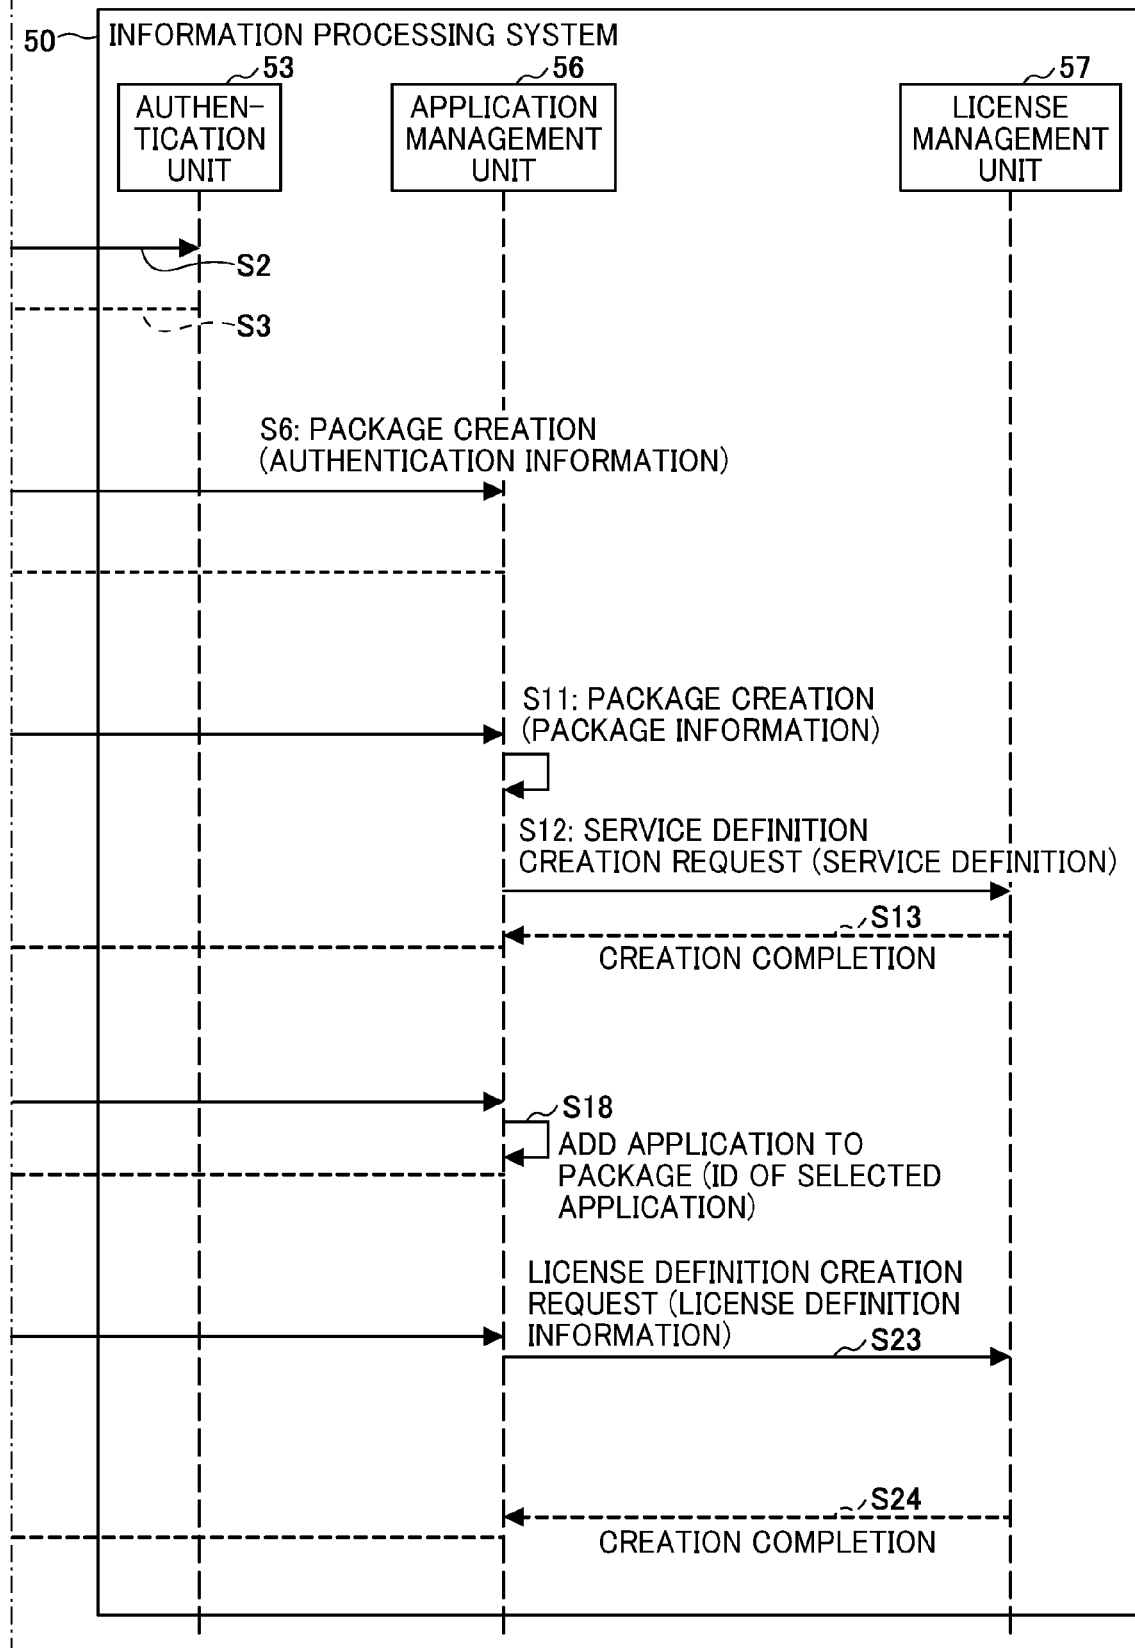 50
INFORMATION PROCESSING SYSTEM
53
56
57
AUTHEN-
TICATION
UNIT
APPLICATION
MANAGEMENT
UNIT
LICENSE
MANAGEMENT
UNIT
S2
S3
S6: PACKAGE CREATION
(AUTHENTICATION INFORMATION)
S11: PACKAGE CREATION
(PACKAGE INFORMATION)
S12: SERVICE DEFINITION
CREATION REQUEST (SERVICE DEFINITION)
S13
CREATION COMPLETION
S18
ADD APPLICATION TO
PACKAGE (ID OF SELECTED
APPLICATION)
LICENSE DEFINITION CREATION
REQUEST (LICENSE DEFINITION
INFORMATION)
S23
S24
CREATION COMPLETION